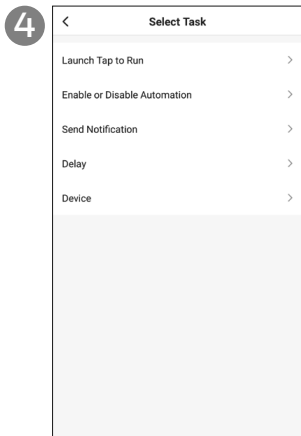 4
Select Task
Launch Tap to Run
Enable or Disable Automation
Send Notification
Delay
Device